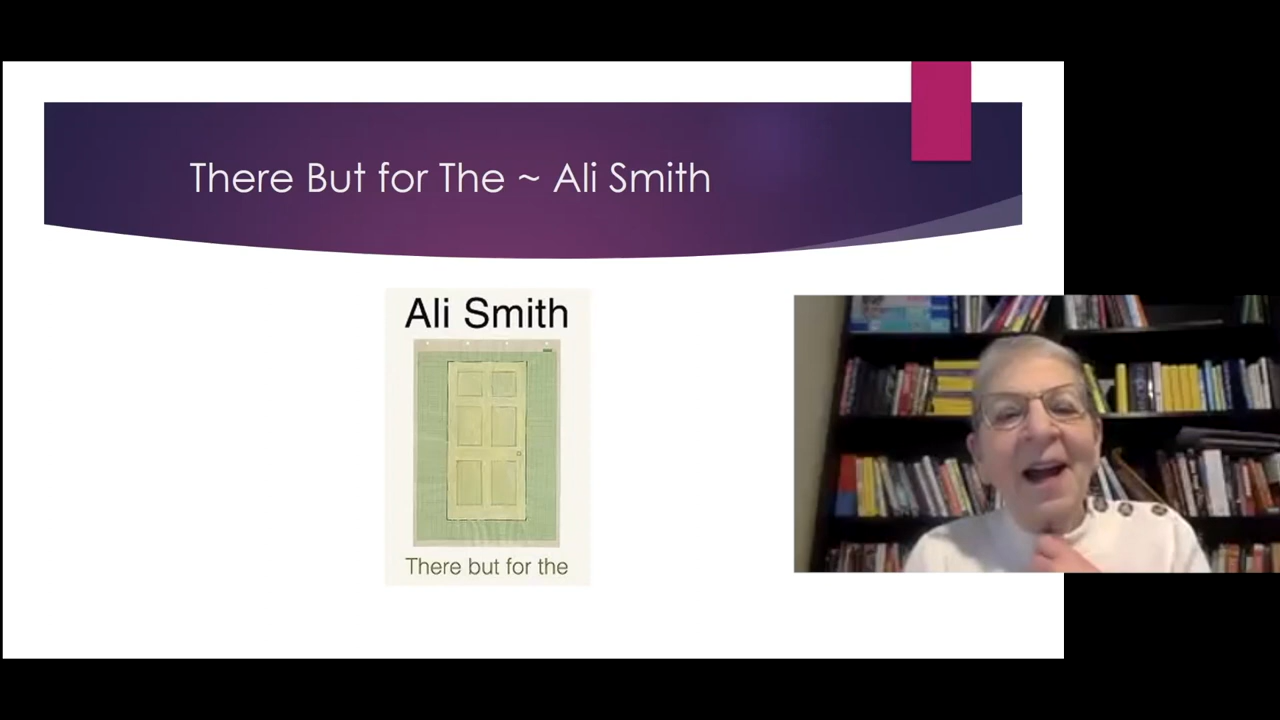 There But for The ~ Ali Smith
Ali Smith
There but for the